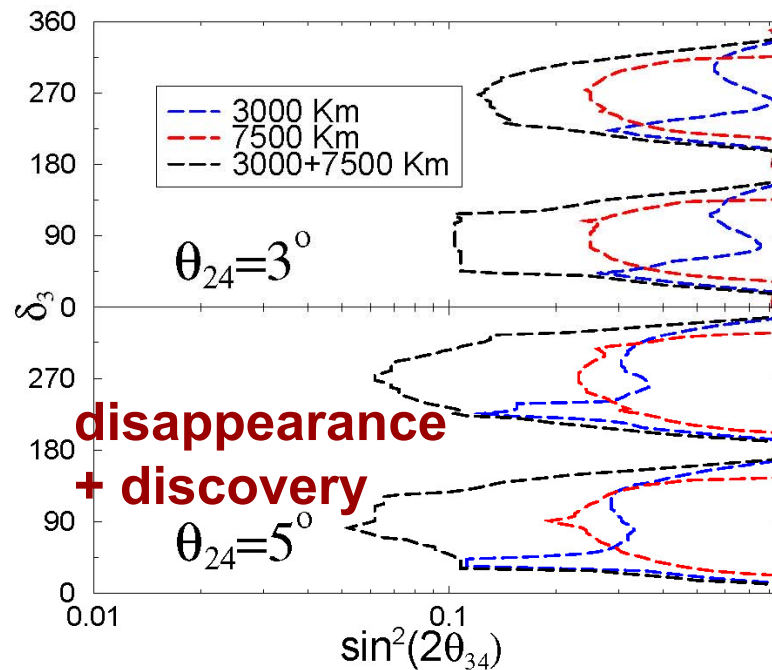 360
270
180
90
0
3000 Km
7500 Km
3000+7500 Km
θ24=3°
δ3
360
270
180
90
0
disappearance
+ discovery
θ24=5°
0.01
0.1
sin²(2θ34)